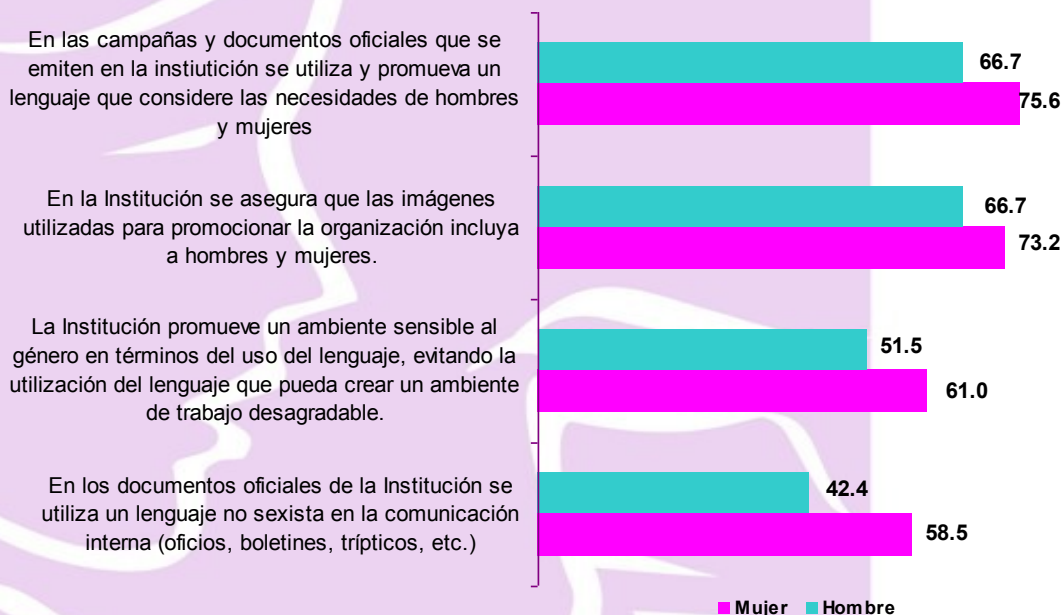 En las campañas y documentos oficiales que se
emiten en la instiutición se utiliza y promueva un
lenguaje que considere las necesidades de hombres
y mujeres
66.7
75.6
En la Institución se asegura que las imágenes
utilizadas para promocionar la organización incluya
a hombres y mujeres.
66.7
73.2
La Institución promueve un ambiente sensible al
género en términos del uso del lenguaje, evitando la
utilización del lenguaje que pueda crear un ambiente
de trabajo desagradable.
51.5
61.0
En los documentos oficiales de la Institución se
utiliza un lenguaje no sexista en la comunicación
interna (oficios, boletines, trípticos, etc.)
42.4
58.5
Mujer Hombre